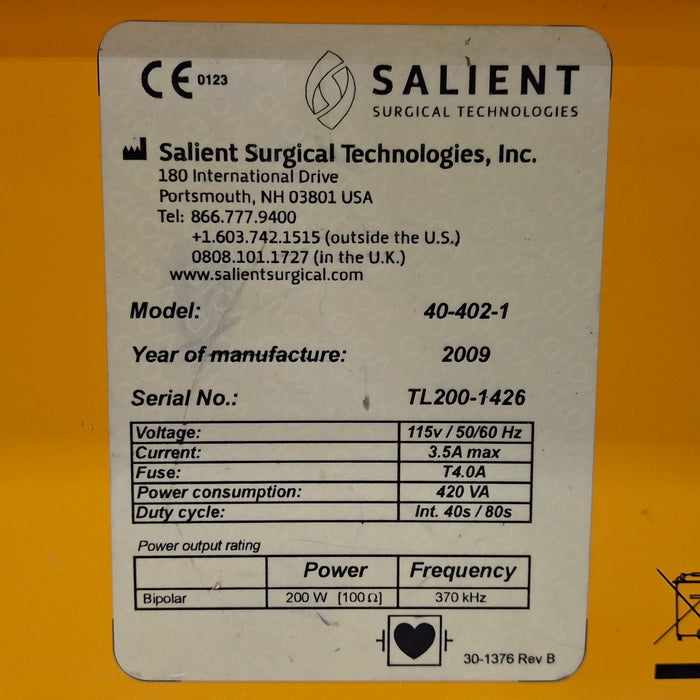 CE 0123
SALIENT
SURGICAL TECHNOLOGIES
Salient Surgical Technologies, Inc.
180 International Drive
Portsmouth, NH 03801 USA
Tel: 866.777.9400
+1.603.742.1515 (outside the U.S.)
0808.101.1727 (in the U.K.)
www.salientsurgical.com
Model: 40-402-1
Year of manufacture: 2009
Serial No.: TL200-1426
Voltage: 115v / 50/60 Hz
Current: 3.5A max
Fuse: T4.0A
Power consumption: 420 VA
Duty cycle: Int. 40s / 80s
Power output rating
Power Frequency
Bipolar 200 W [100Ω] 370 kHz
30-1376 Rev B